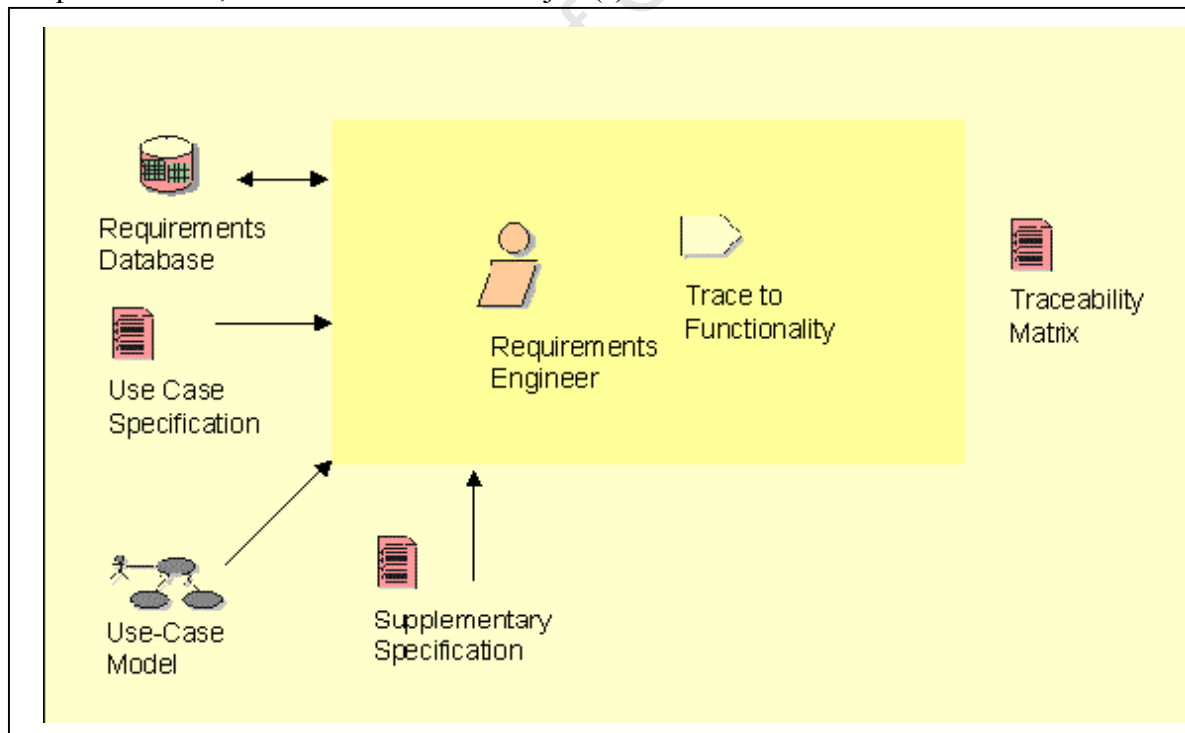 Requirements
Database
Use Case
Specification
Use-Case
Model
Supplementary
Specification
Requirements
Engineer
Trace to
Functionality
Traceability
Matrix